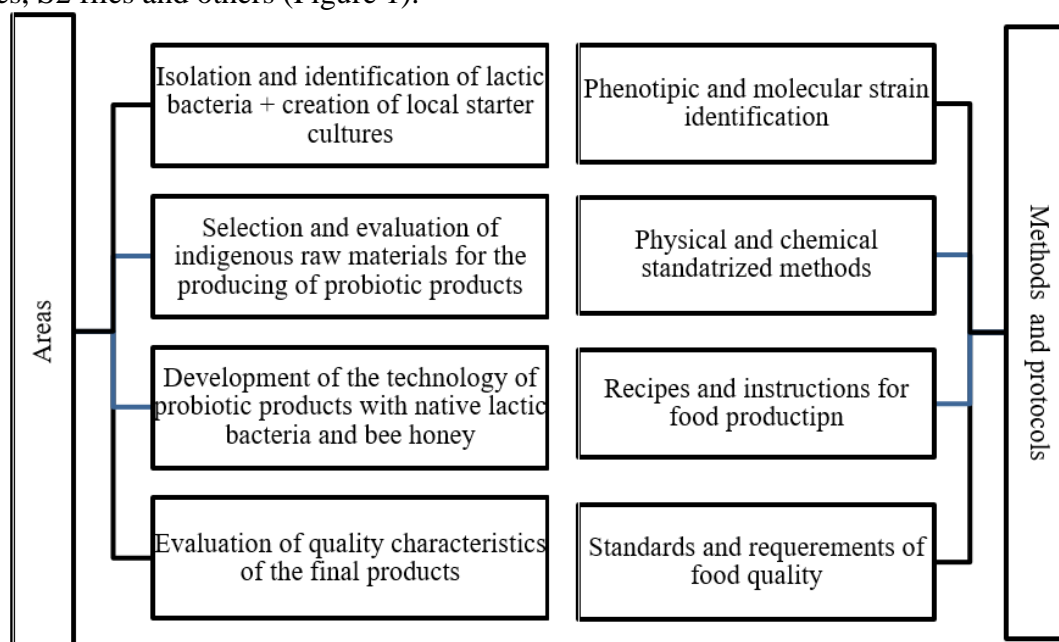 es, S2 files and others (Figure 1).
Areas
Isolation and identification of lactic
bacteria + creation of local starter
cultures
Selection and evaluation of
indigenous raw materials for the
producing of probiotic products
Development of the technology of
probiotic products with native lactic
bacteria and bee honey
Evaluation of quality characteristics
of the final products
Phenotipic and molecular strain
identification
Physical and chemical
standatrized methods
Recipes and instructions for
food productipn
Standards and requerements of
food quality
Methods and protocols